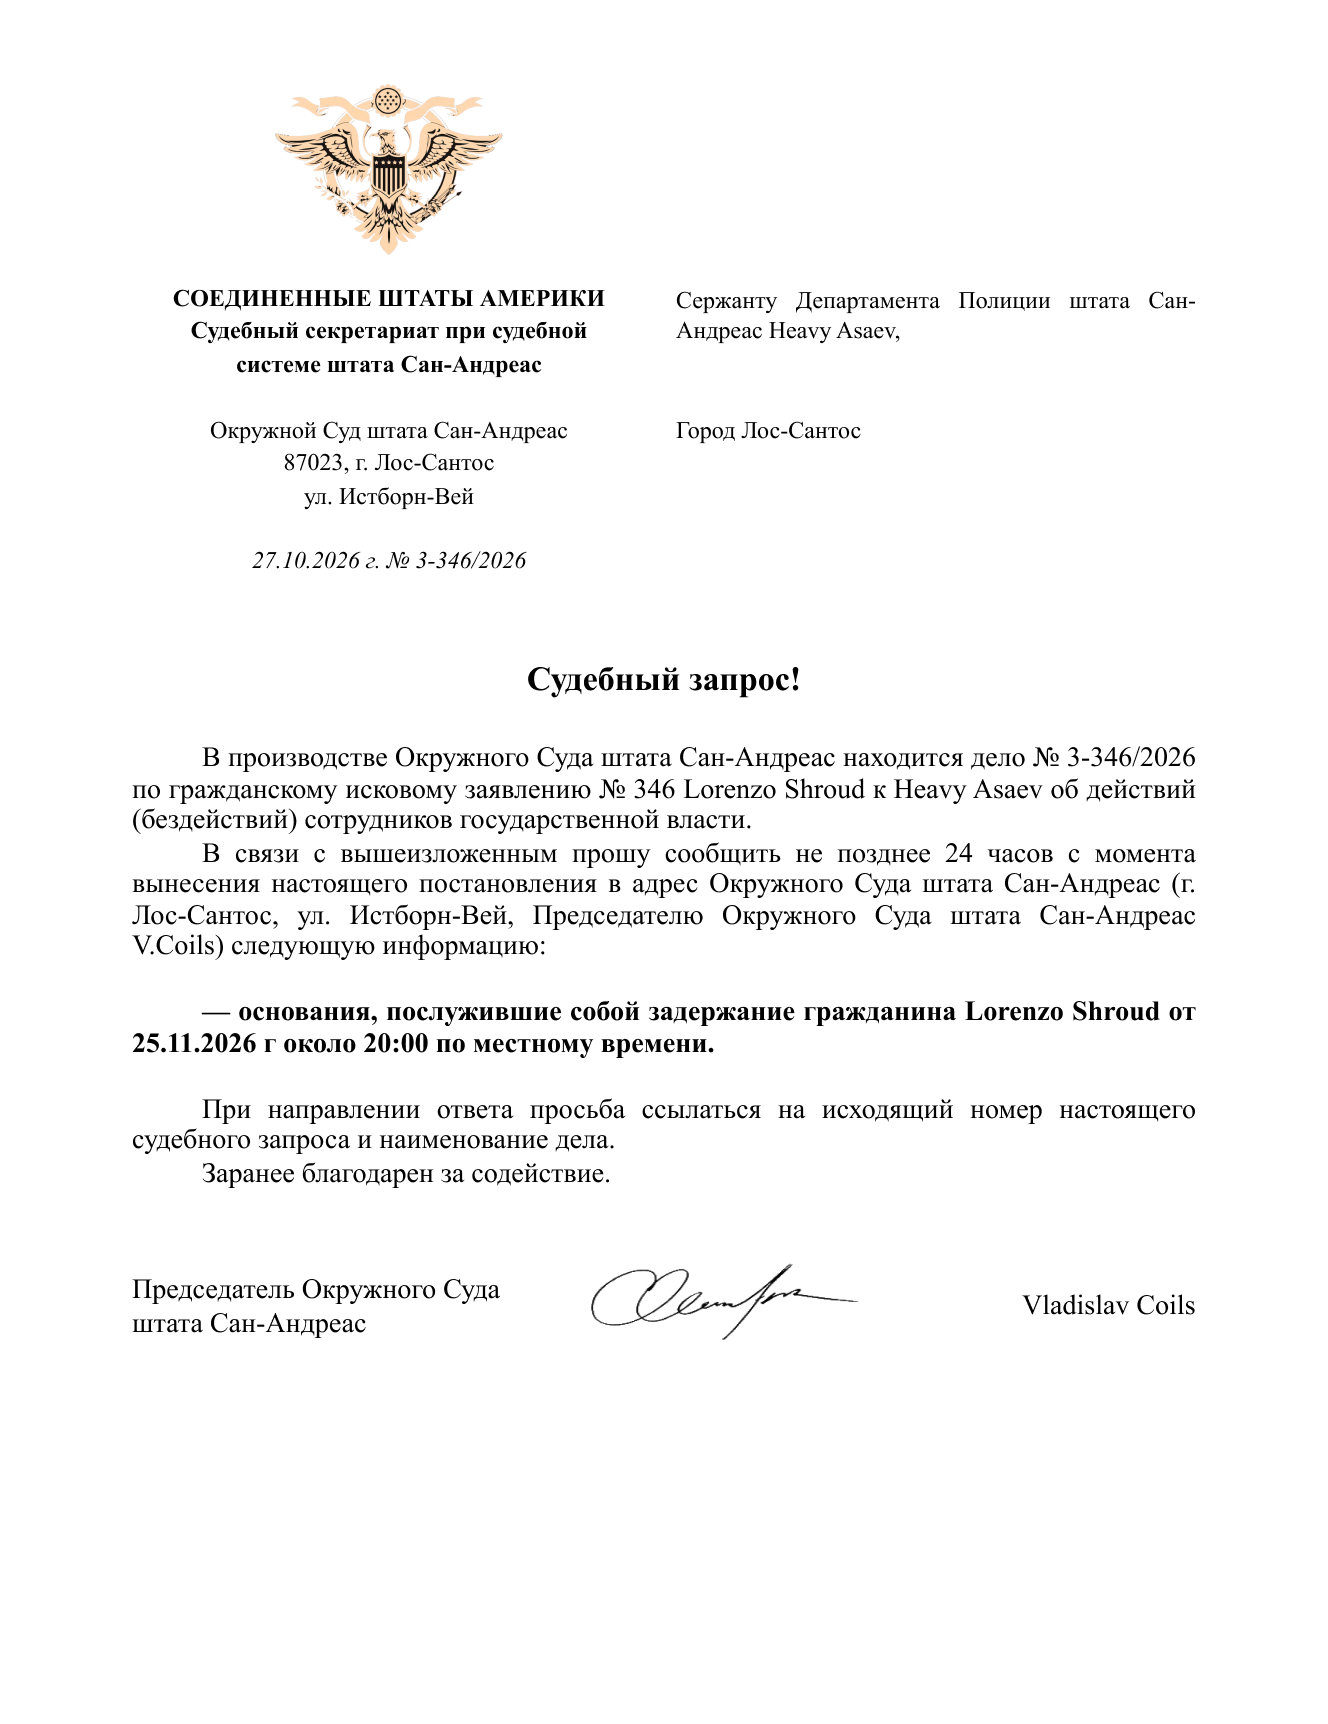 СОЕДИНЕННЫЕ ШТАТЫ АМЕРИКИ
Судебный секретариат при судебной
системе штата Сан-Андреас
Окружной Суд штата Сан-Андреас
87023, г. Лос-Сантос
ул. Истборн-Вей
27.10.2026 г. № 3-346/2026
Сержанту Департамента Полиции штата Сан-
Андреас Heavy Asaev,
Город Лос-Сантос
Судебный запрос!
В производстве Окружного Суда штата Сан-Андреас находится дело № 3-346/2026
по гражданскому исковому заявлению № 346 Lorenzo Shroud к Heavy Asaev об действий
(бездействий) сотрудников государственной власти.
В связи с вышеизложенным прошу сообщить не позднее 24 часов с момента
вынесения настоящего постановления в адрес Окружного Суда штата Сан-Андреас (г.
Лос-Сантос, ул. Истборн-Вей, Председателю Окружного Суда штата Сан-Андреас
V.Coils) следующую информацию:
— основания, послужившие собой задержание гражданина Lorenzo Shroud от
25.11.2026 г около 20:00 по местному времени.
При направлении ответа просьба ссылаться на исходящий номер настоящего
судебного запроса и наименование дела.
Заранее благодарен за содействие.
Председатель Окружного Суда
штата Сан-Андреас
Vladislav Coils